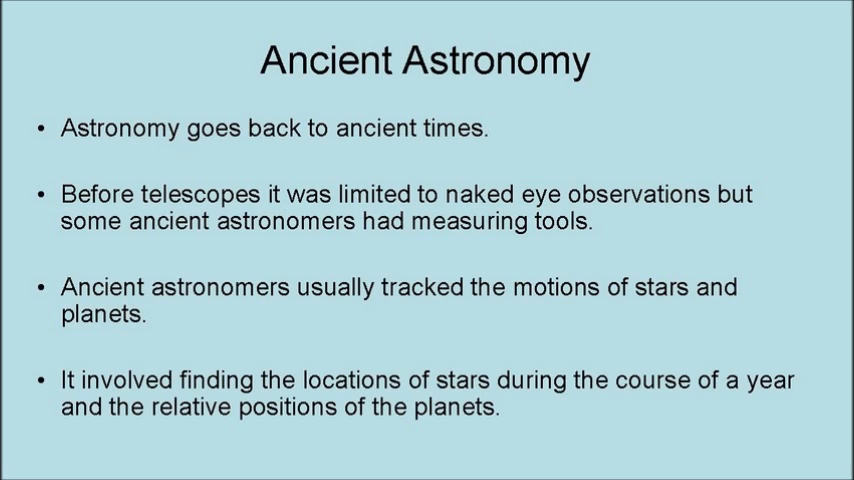 Ancient Astronomy
• Astronomy goes back to ancient times.
• Before telescopes it was limited to naked eye observations but
some ancient astronomers had measuring tools.
• Ancient astronomers usually tracked the motions of stars and
planets.
• It involved finding the locations of stars during the course of a year
and the relative positions of the planets.